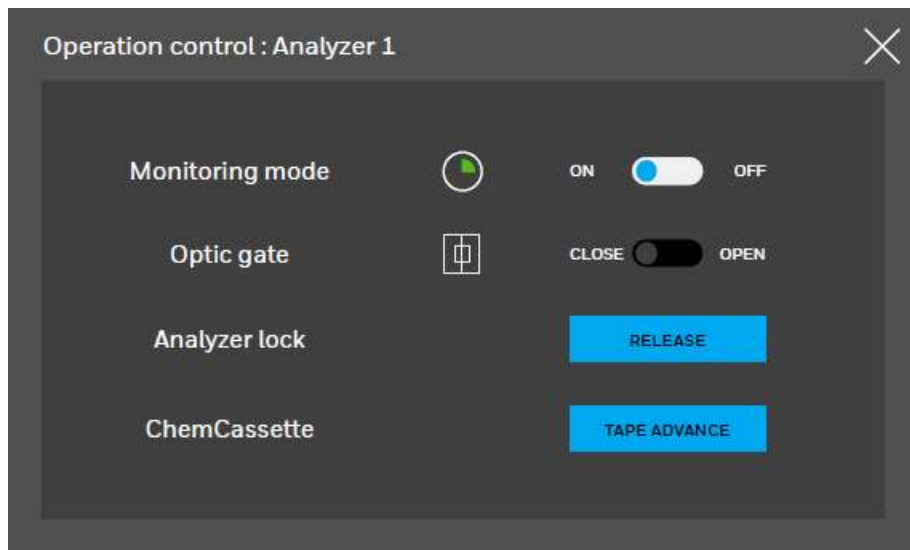 Operation control : Analyzer 1
Monitoring mode ON OFF
Optic gate CLOSE OPEN
Analyzer lock RELEASE
ChemCassette TAPE ADVANCE